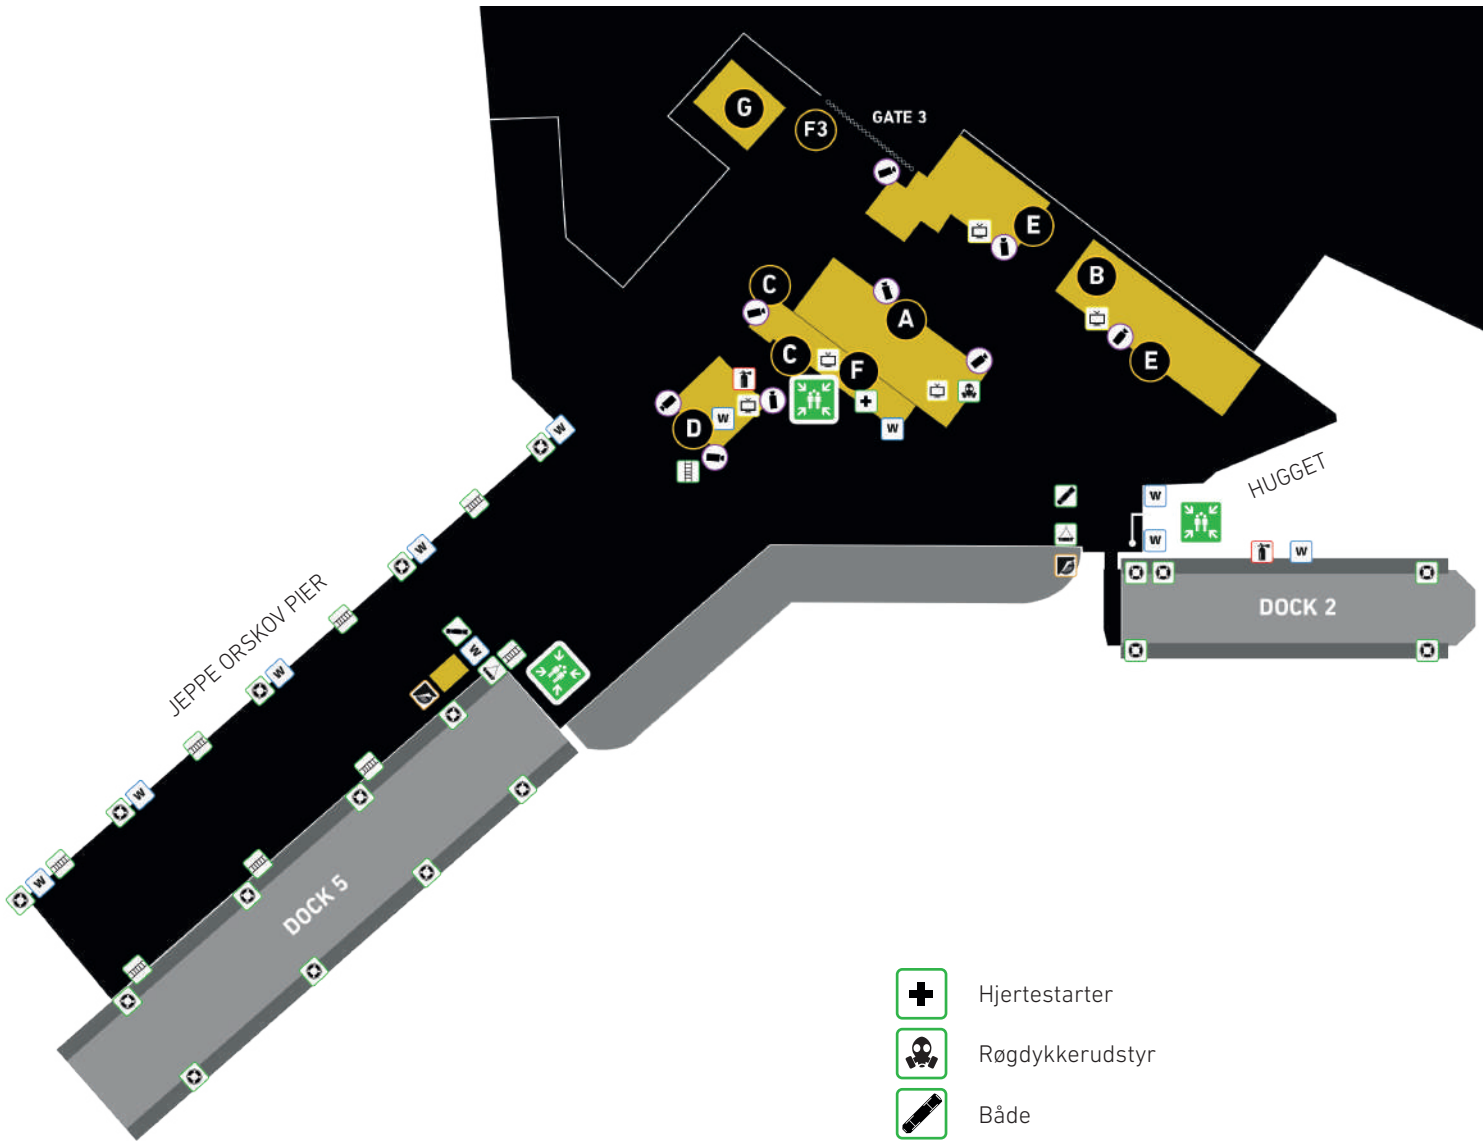 G
F3
GATE 3
E
B
C
A
E
C
F
D
W
W
W
HUGGET
W
W
W
W
DOCK 2
JEPPE ORSKOV PIER
W
W
W
W
DOCK 5
Hjertestarter
Røgdykkerudstyr
Både